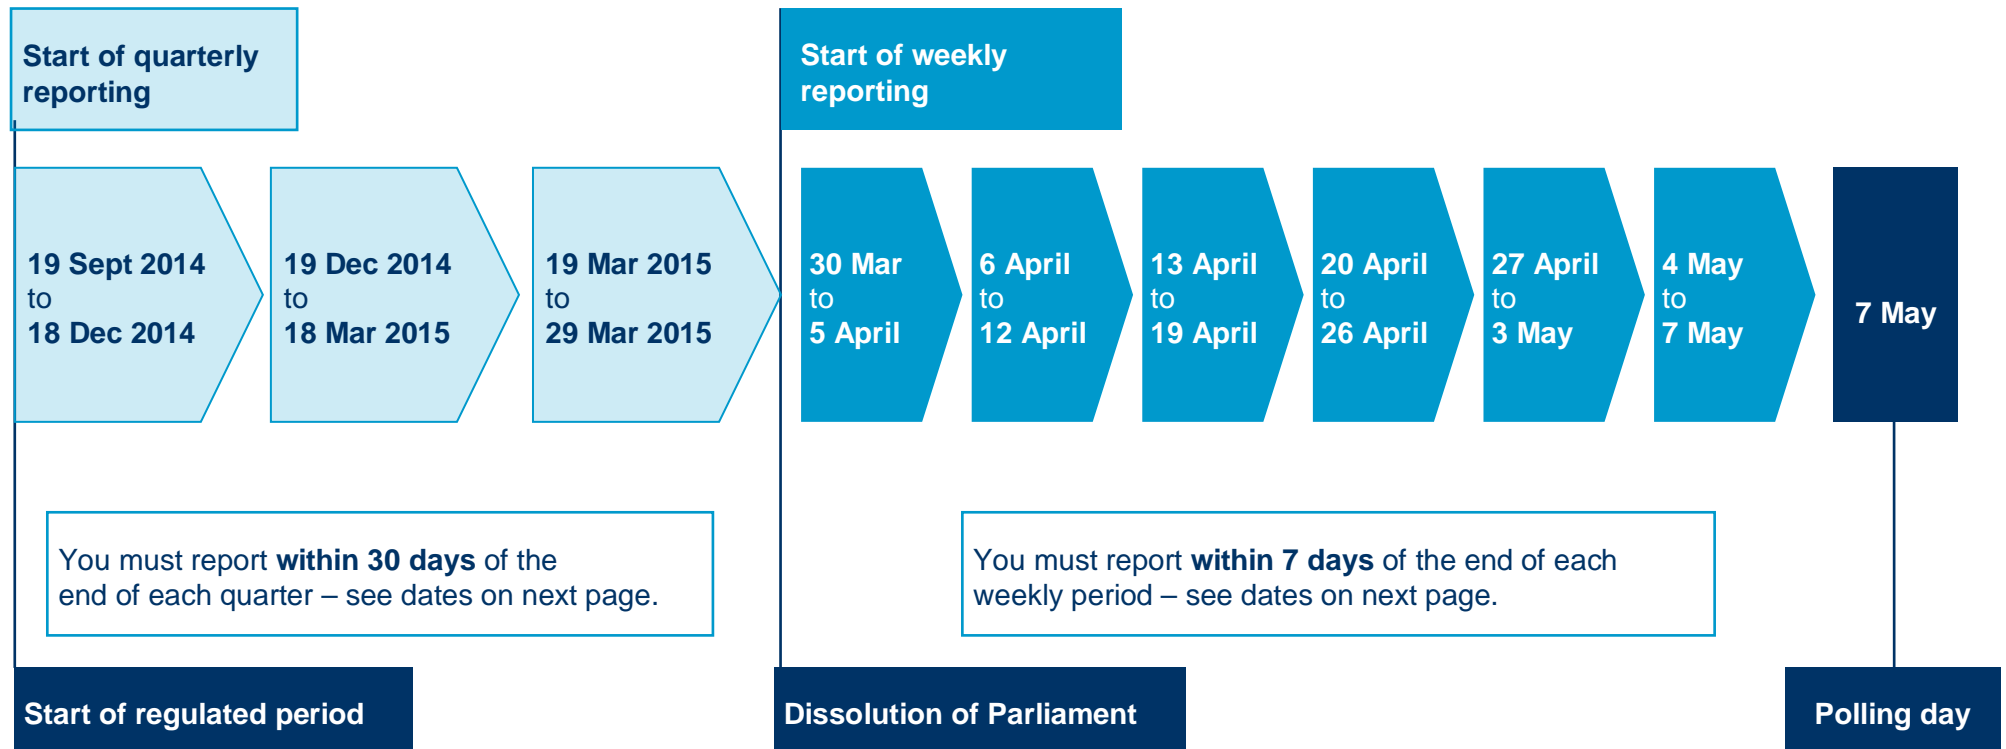 Start of quarterly
reporting
Start of weekly
reporting
19 Sept 2014
to
18 Dec 2014
19 Dec 2014
to
18 Mar 2015
19 Mar 2015
to
29 Mar 2015
30 Mar
to
5 April
6 April
to
12 April
13 April
to
19 April
20 April
to
26 April
27 April
to
3 May
4 May
to
7 May
7 May
You must report within 30 days of the
end of each quarter – see dates on next page.
You must report within 7 days of the end of each
weekly period – see dates on next page.
Start of regulated period
Dissolution of Parliament
Polling day